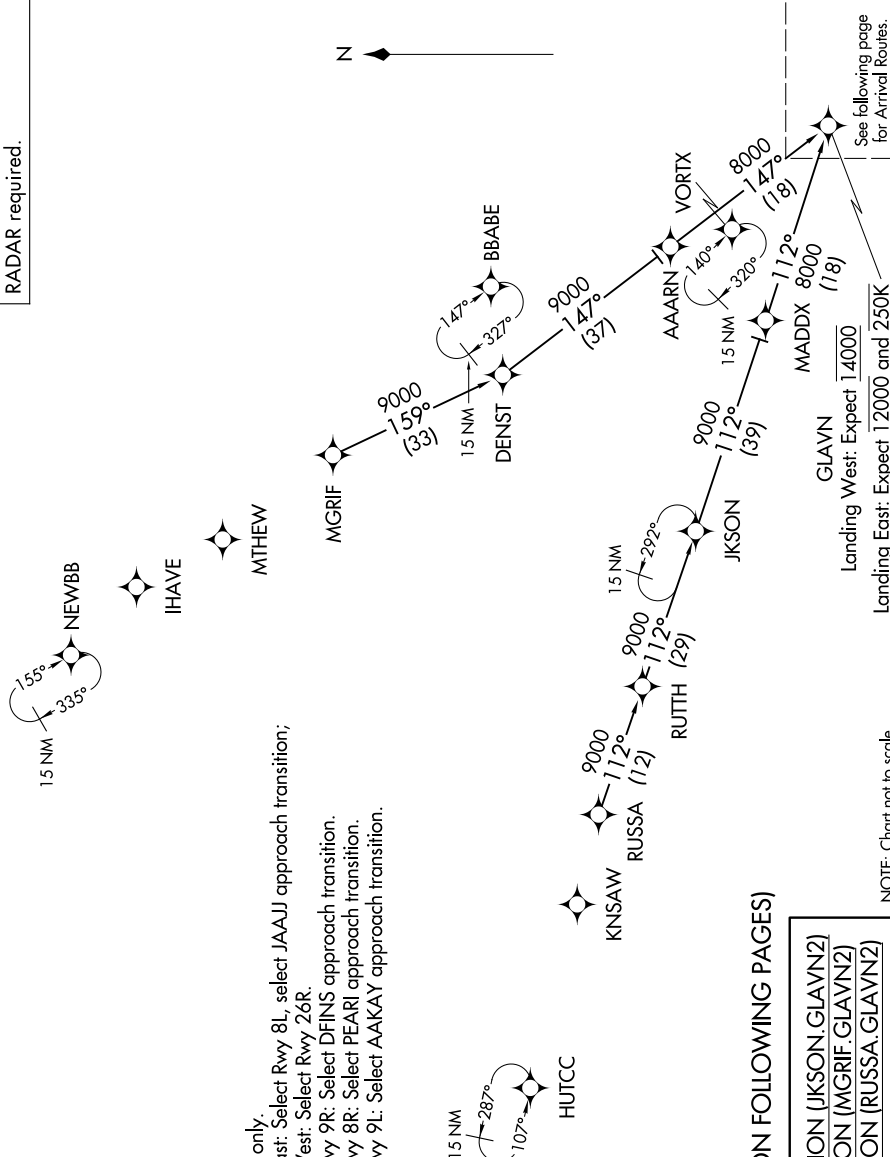 RADAR required.
N
NEWBB
155°
335°
15 NM
IHAVE
MTHEW
MGRIF
9000
159°
(33)
BBABE
147°
327°
15 NM
DENST
9000
147°
(37)
AAARN
VORTX
140°
320°
15 NM
8000
147°
(18)
only.
ast: Select Rwy 8L, select JAAJJ approach transition;
West: Select Rwy 26R.
wy 9R: Select DFINS approach transition.
wy 8R: Select PEARI approach transition.
wy 9L: Select AAKAY approach transition.
HUTCC
287°
107°
15 NM
KNSAW
RUSSA
9000
112°
(12)
RUTTH
9000
112°
(29)
JKSON
292°
15 NM
9000
112°
(39)
MADDX
112°
8000
(18)
GLAVN
Landing West: Expect 14000
Landing East: Expect 12000 and 250K
See following page
for Arrival Routes.
NOTE: Chart not to scale
ON FOLLOWING PAGES)
ION (JKSON.GLAVN2)
ON (MGRIF.GLAVN2)
ON (RUSSA.GLAVN2)